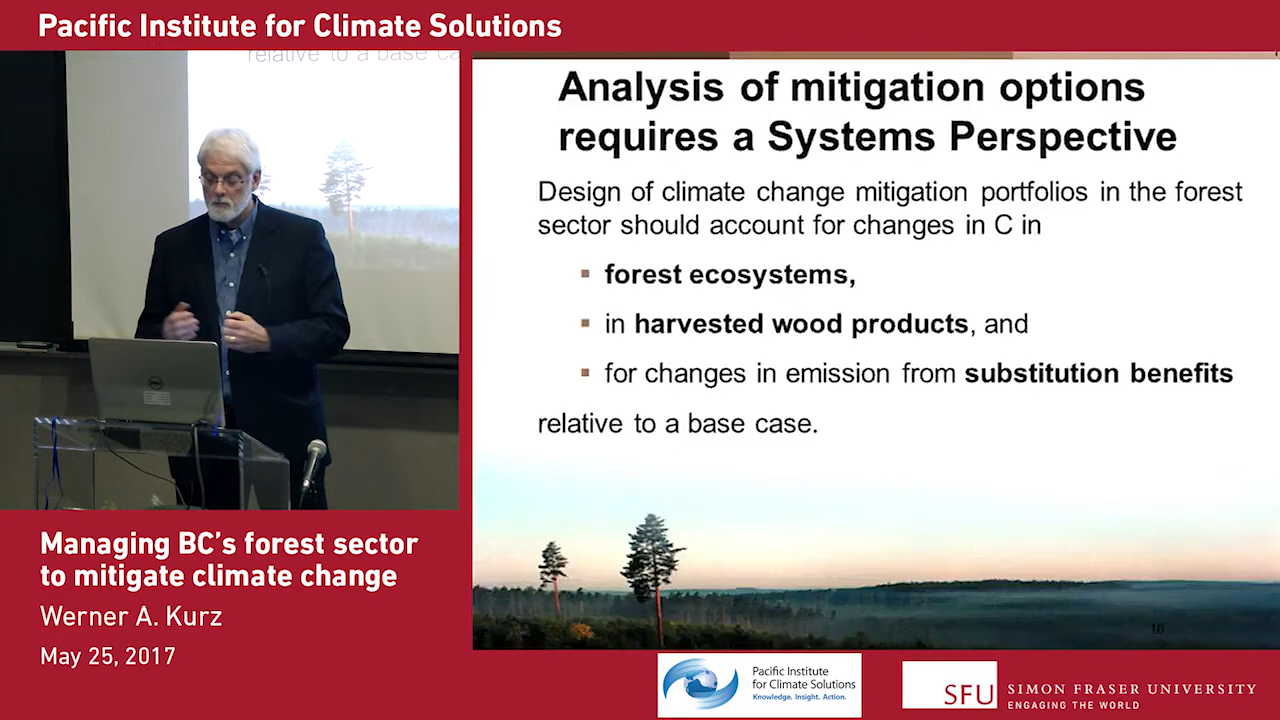 Pacific Institute for Climate Solutions
relative to a base ca
Analysis of mitigation options
requires a Systems Perspective
Design of climate change mitigation portfolios in the forest
sector should account for changes in C in
▪ forest ecosystems,
▪ in harvested wood products, and
▪ for changes in emission from substitution benefits
relative to a base case.
16
DELL
Managing BC's forest sector
to mitigate climate change
Werner A. Kurz
May 25, 2017
Pacific Institute
for Climate Solutions
Knowledge. Insight. Action.
SFU
SIMON FRASER UNIVERSITY
ENGAGING THE WORLD